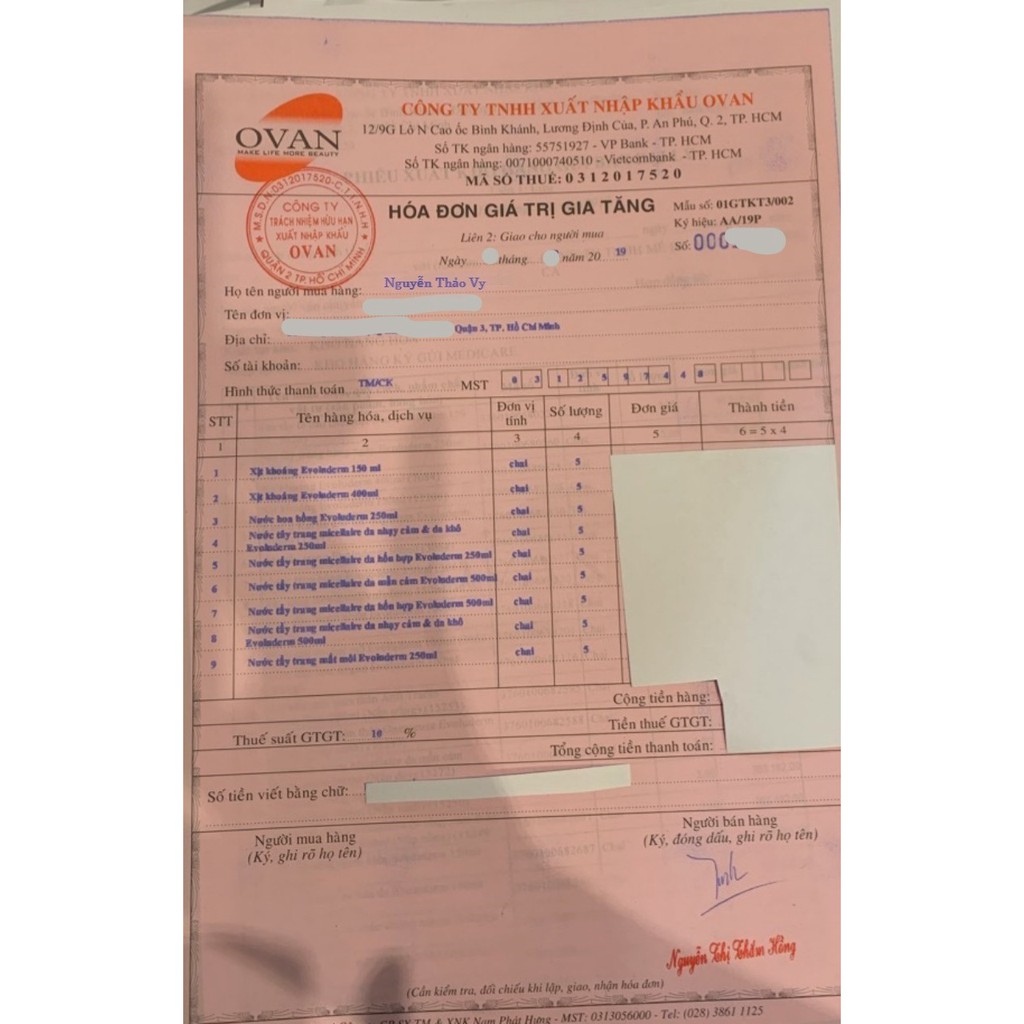 OVAN
MAKE LIFE MORE BEAUTY
CÔNG TY TNHH XUẤT NHẬP KHẨU OVAN
12/9G Lô N Cao ốc Bình Khánh, Lương Định Của, P. An Phú, Q. 2, TP. HCM
Số TK ngân hàng: 55751927 - VP Bank - TP. HCM
Số TK ngân hàng: 0071000740510 - Vietcombank - TP. HCM
MÃ SỐ THUẾ: 0312017520
M.S.D.N:0312017520-C.T.T.N.H.H
CÔNG TY
TRÁCH NHIỆM HỮU HẠN
XUẤT NHẬP KHẨU
OVAN
QUẬN 2 TP. HỒ CHÍ MINH
HÓA ĐƠN GIÁ TRỊ GIA TĂNG
Liên 2: Giao cho người mua
Ngày tháng năm 20 19
Mẫu số: 01GTKT3/002
Ký hiệu: AA/19P
Số: 000
Họ tên người mua hàng: Nguyễn Thảo Vy
Tên đơn vị:
Địa chỉ: Quận 3, TP. Hồ Chí Minh
Số tài khoản:
Hình thức thanh toán TM/CK MST 0312597448
STT Tên hàng hóa, dịch vụ Đơn vị tính Số lượng Đơn giá Thành tiền
1 2 3 4 5 6 = 5 x 4
1 Xịt khoáng Evoluderm 150 ml chai 5
2 Xịt khoáng Evoluderm 400ml chai 5
3 Nước hoa hồng Evoluderm 250ml chai 5
4 Nước tẩy trang micellaire da nhạy cảm & da khô Evoluderm 250ml chai 5
5 Nước tẩy trang micellaire da hỗn hợp Evoluderm 250ml chai 5
6 Nước tẩy trang micellaire da mẫn cảm Evoluderm 500ml chai 5
7 Nước tẩy trang micellaire da hỗn hợp Evoluderm 500ml chai 5
8 Nước tẩy trang micellaire da nhạy cảm & da khô Evoluderm 500ml chai 5
9 Nước tẩy trang mắt môi Evoluderm 250ml chai 5
Cộng tiền hàng:
Thuế suất GTGT: 10 % Tiền thuế GTGT:
Tổng cộng tiền thanh toán:
Số tiền viết bằng chữ:
Người mua hàng
(Ký, ghi rõ họ tên)
Người bán hàng
(Ký, đóng dấu, ghi rõ họ tên)
Nguyễn Thị Thắm Hồng
(Cần kiểm tra, đối chiếu khi lập, giao, nhận hóa đơn)
Nam Phát Hưng - MST: 0313056000 - Tel: (028) 3861 1125